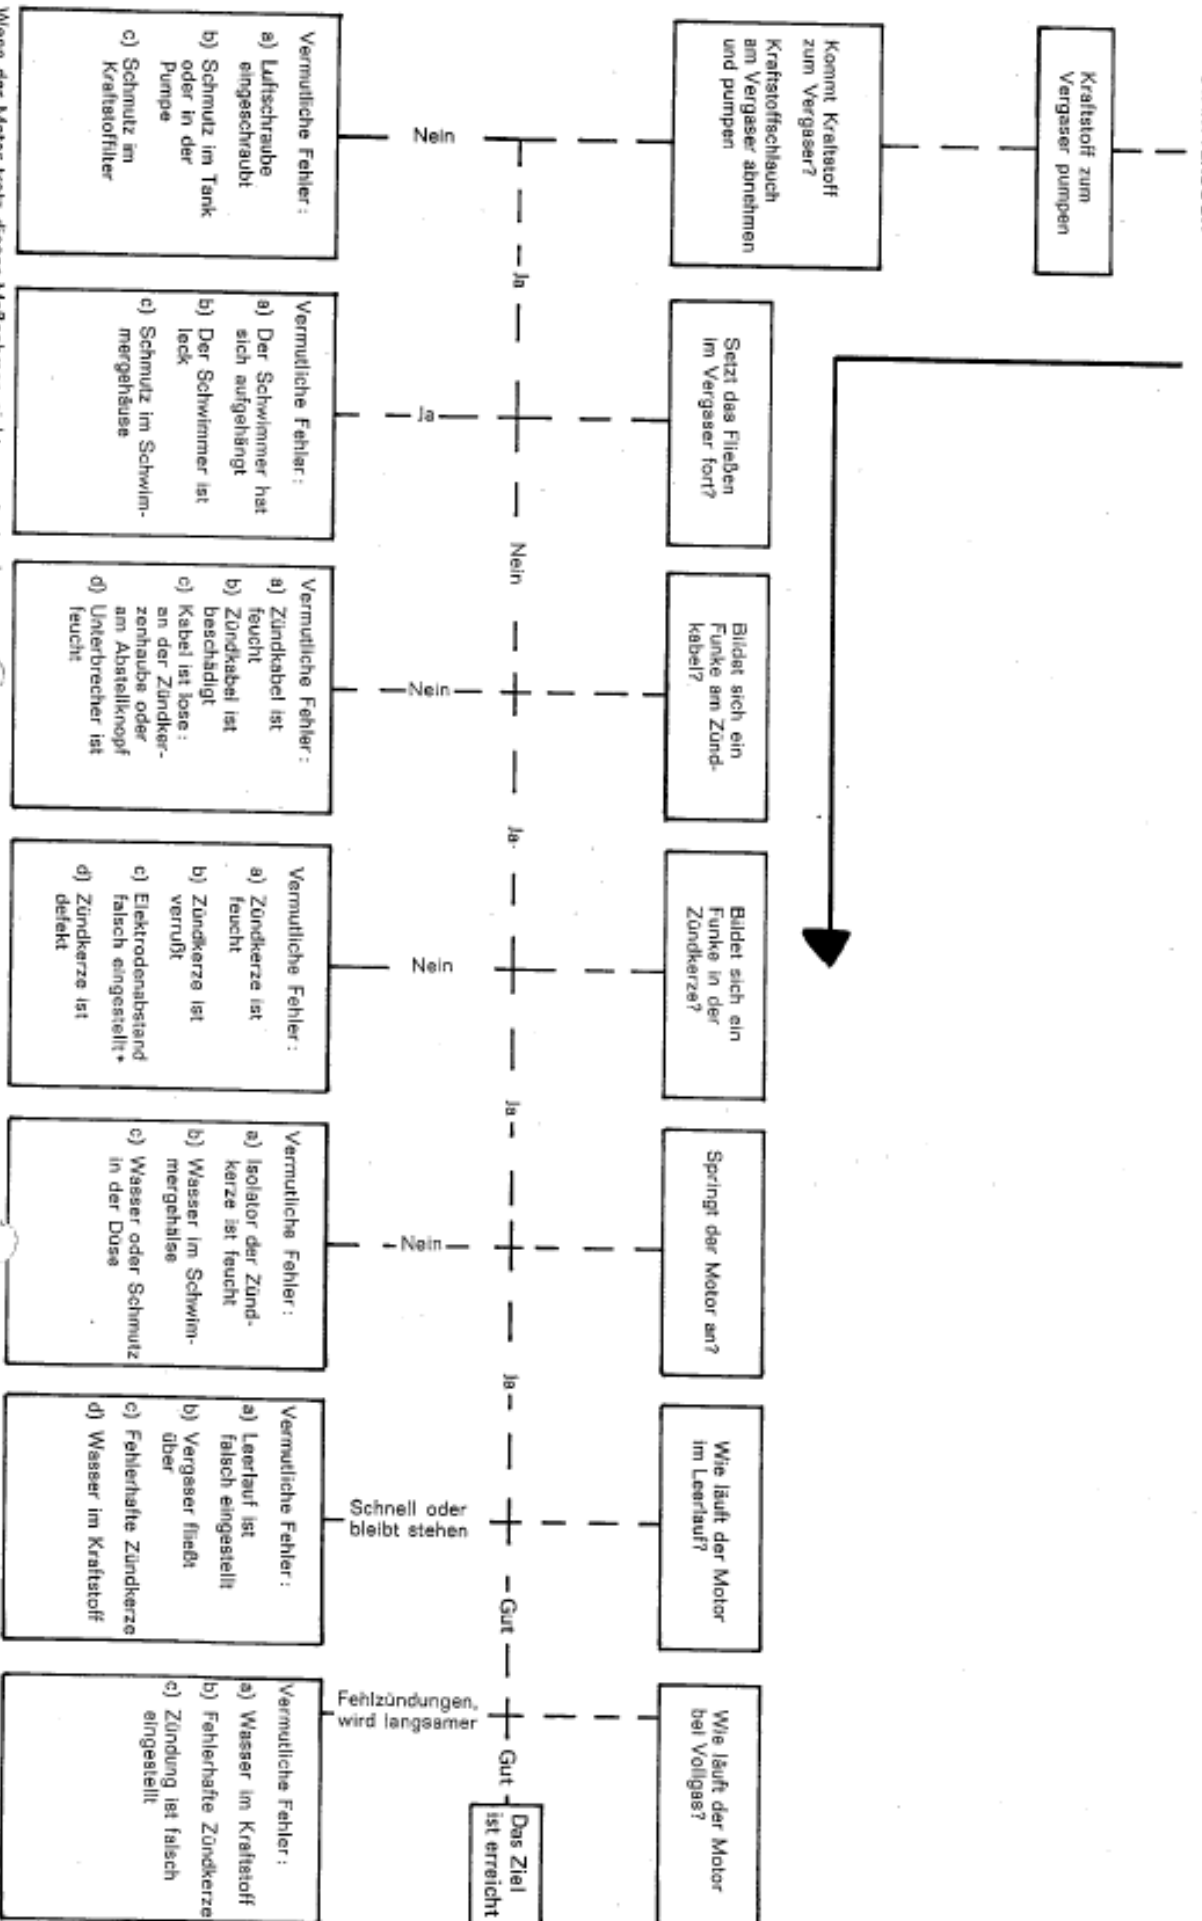 Kraftstoff zum
Vergaser pumpen
Kommt Kraftstoff
zum Vergaser?
Kraftstoffschlauch
am Vergaser abnehmen
und pumpen
Setzt das Fließen
im Vergaser fort?
Bildet sich ein
Funke am Zünd-
kabel?
Bildet sich ein
Funke in der
Zündkerze?
Springt der Motor an?
Wie läuft der Motor
im Leerlauf?
Wie läuft der Motor
bei Vollgas?
Ja
Nein
Ja
Ja
Ja
Gut
Gut
Das Ziel
ist erreicht
Nein
Ja
Nein
Nein
Nein
Schnell oder
bleibt stehen
Fehlzündungen,
wird langsamer
Vermutliche Fehler:
a) Luftschraube
eingeschraubt
b) Schmutz im Tank
oder in der
Pumpe
c) Schmutz im
Kraftstoffilter
Vermutliche Fehler:
a) Der Schwimmer hat
sich aufgehängt
b) Der Schwimmer ist
leck
c) Schmutz im Schwim-
mergehäuse
Vermutliche Fehler:
a) Zündkabel ist
feucht
b) Zündkabel ist
beschädigt
c) Kabel ist lose:
an der Zündker-
zenhaube oder
am Abstellknopf
d) Unterbrecher ist
feucht
Vermutliche Fehler:
a) Zündkerze ist
feucht
b) Zündkerze ist
verrußt
c) Elektrodenabstand
falsch eingestellt*
d) Zündkerze ist
defekt
Vermutliche Fehler:
a) Isolator der Zünd-
kerze ist feucht
b) Wasser im Schwim-
mergehälse
c) Wasser oder Schmutz
in der Düse
Vermutliche Fehler:
a) Leerlauf ist
falsch eingestellt
b) Vergaser fließt
über
c) Fehlerhafte Zündkerze
d) Wasser im Kraftstoff
Vermutliche Fehler:
a) Wasser im Kraftstoff
b) Fehlerhafte Zündkerze
c) Zündung ist falsch
eingestellt
Wenn der Motor trotz dieser